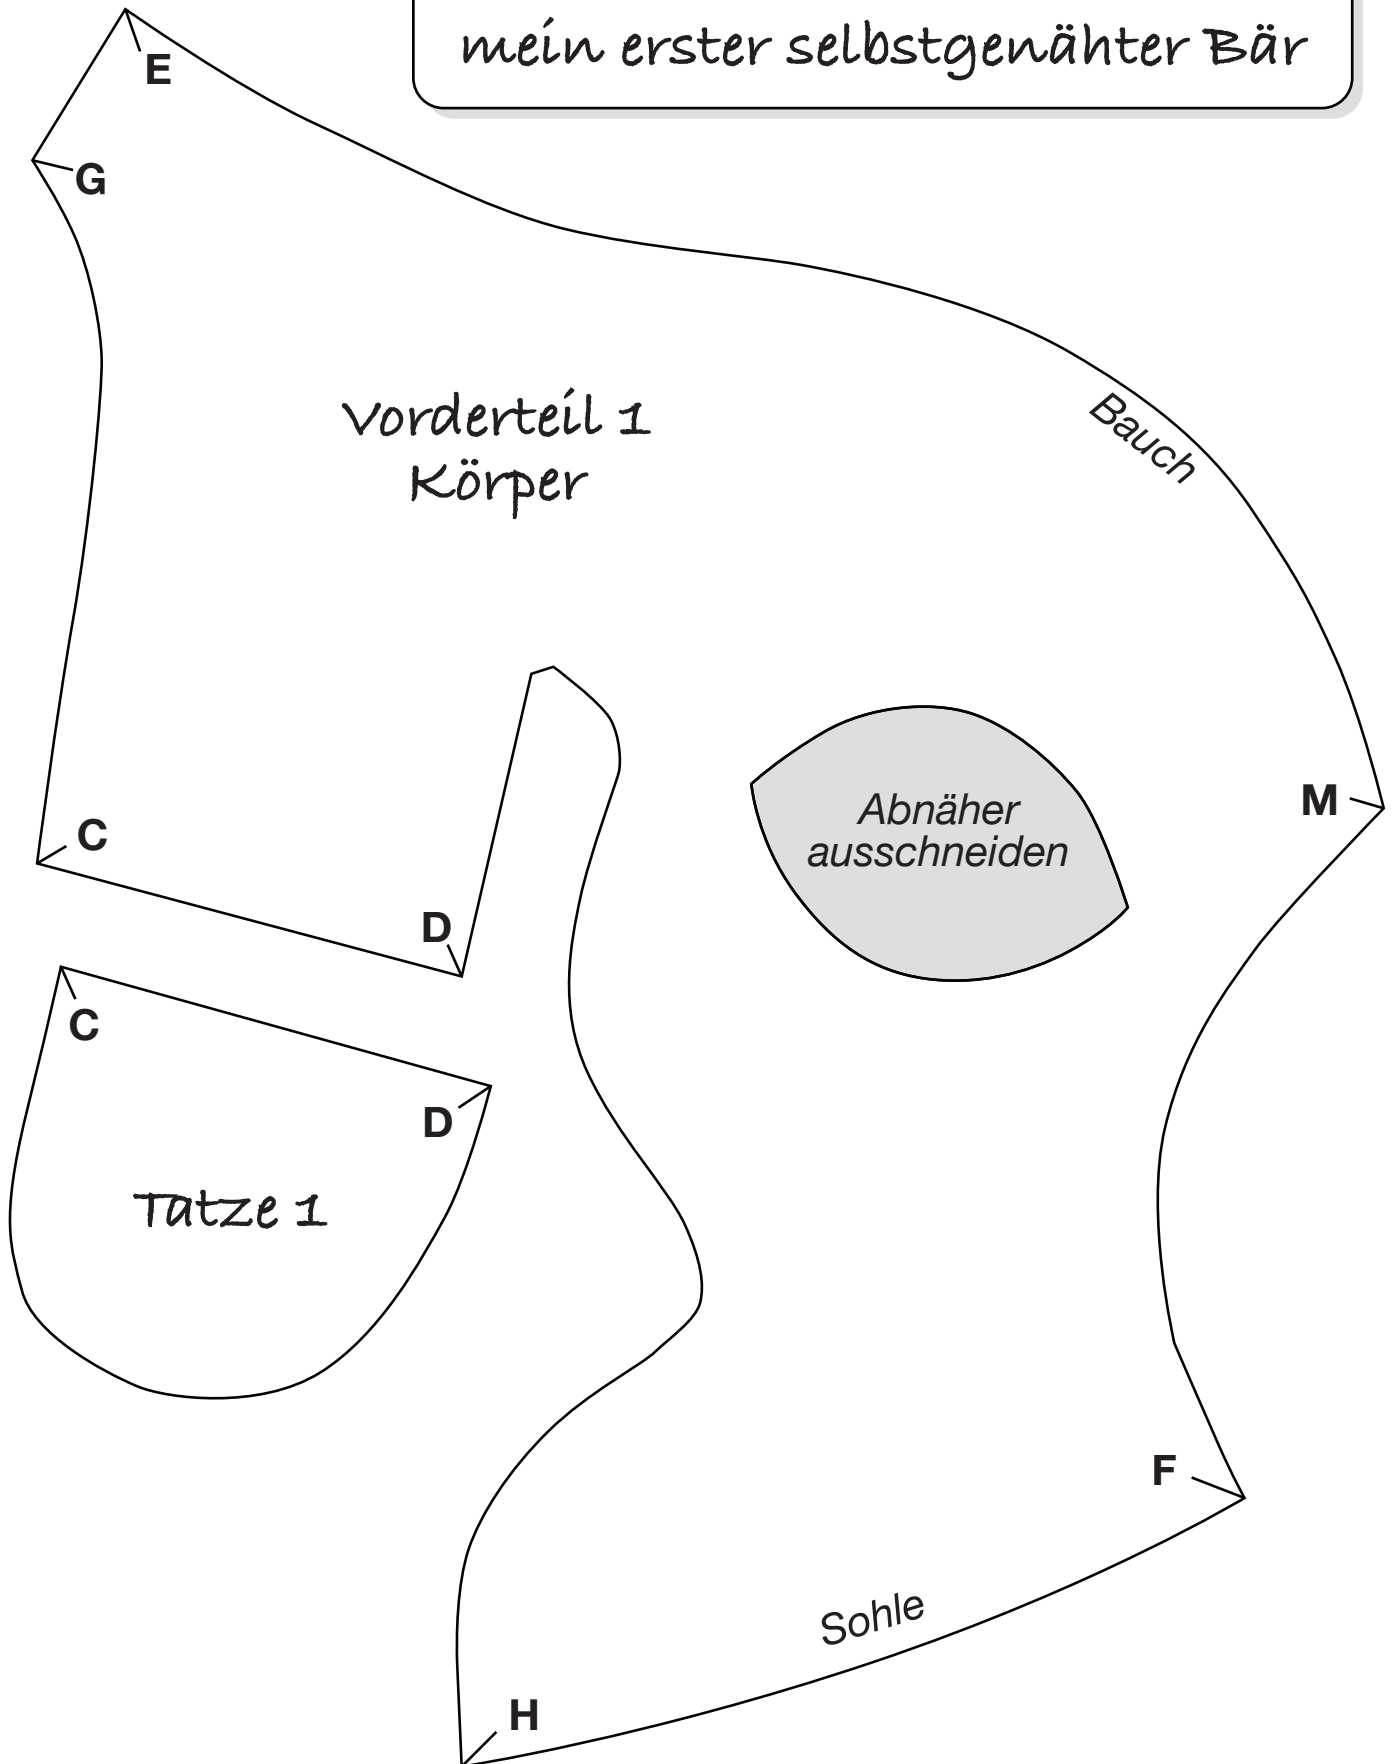 mein erster selbstgenähter Bär
E
G
Vorderteil 1
Körper
Bauch
M
Abnäher
ausschneiden
C
D
C
D
Tatze 1
F
Sohle
H